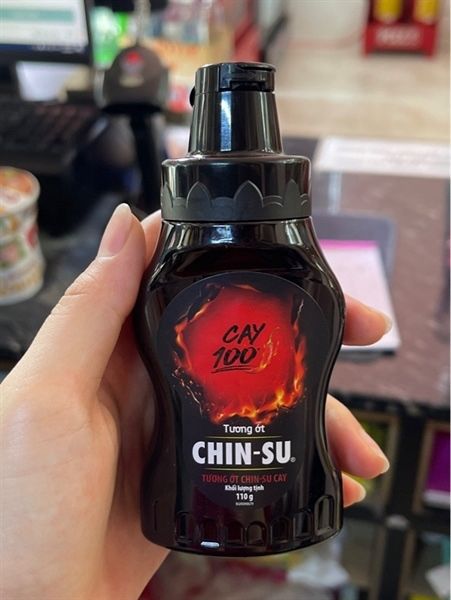 CAY
100
Tương ớt
CHIN-SU®
TƯƠNG ỚT CHIN-SU CAY
Khối lượng tịnh
110 g